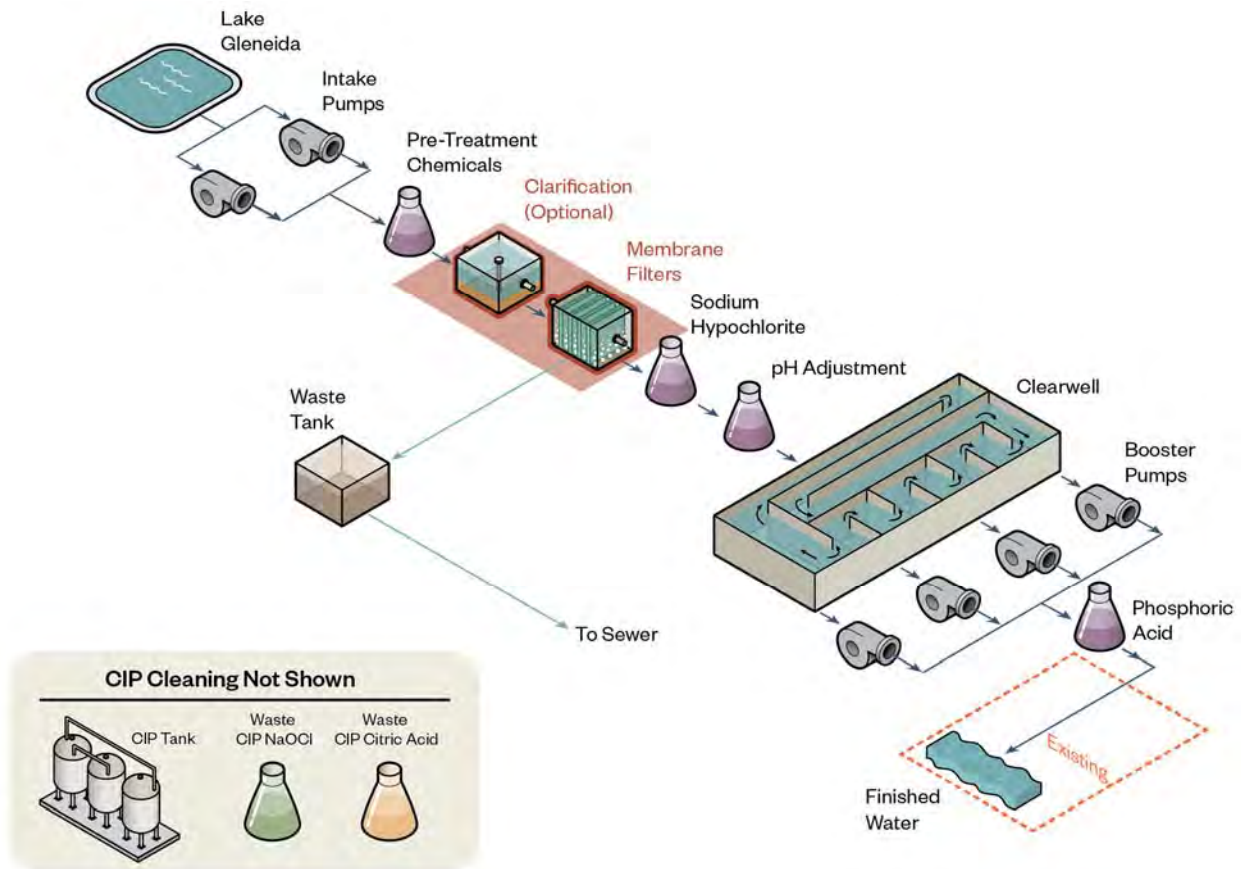 Lake
Gleneida
Intake
Pumps
Pre-Treatment
Chemicals
Clarification
(Optional)
Membrane
Filters
Sodium
Hypochlorite
pH Adjustment
Clearwell
Waste
Tank
Booster
Pumps
To Sewer
Phosphoric
Acid
Existing
Finished
Water
CIP Cleaning Not Shown
CIP Tank
Waste
CIP NaOCl
Waste
CIP Citric Acid